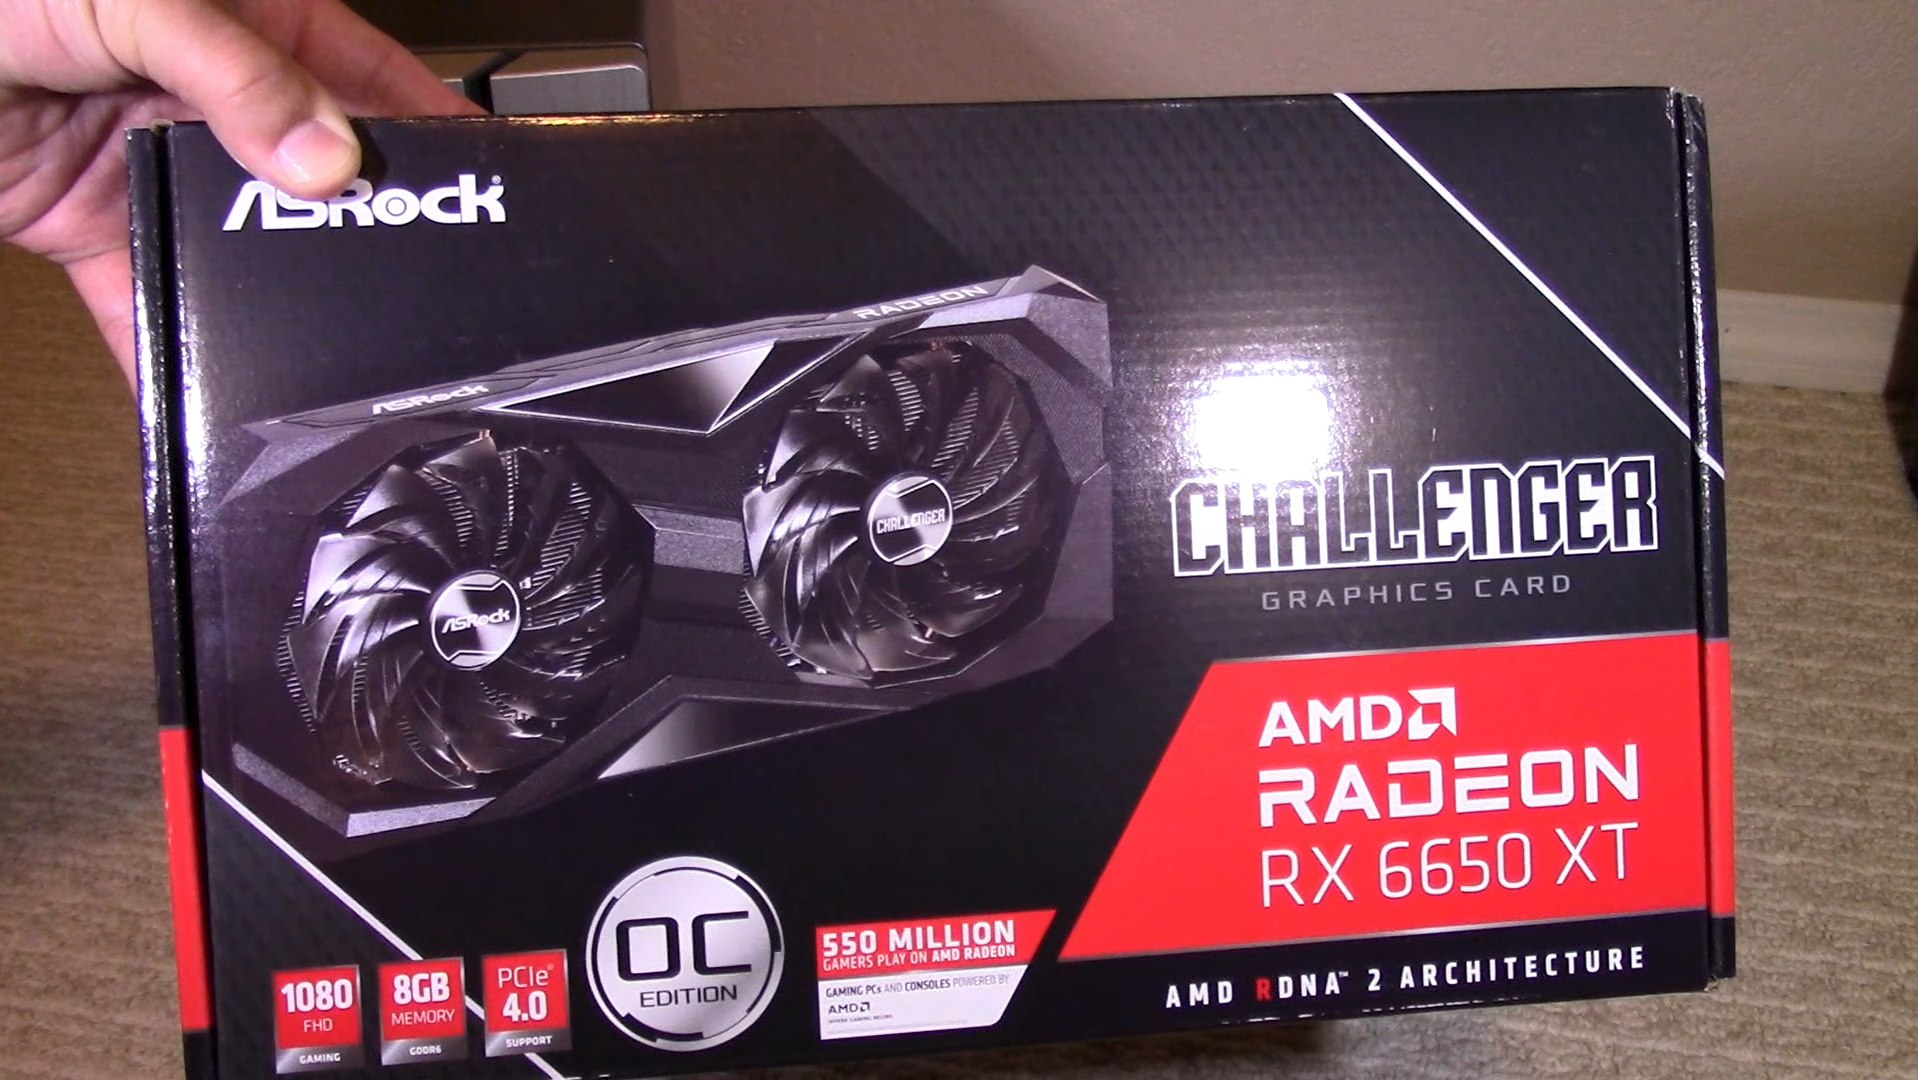 ASRock®
RADEON
ASRock
CHALLENGER
ASRock
CHALLENGER
GRAPHICS CARD
AMD
RADEON
RX 6650 XT
AMD RDNA™ 2 ARCHITECTURE
1080
FHD
GAMING
8GB
MEMORY
GDDR6
PCIe®
4.0
SUPPORT
OC
EDITION
550 MILLION
GAMERS PLAY ON AMD RADEON
GAMING PCs AND CONSOLES POWERED BY
AMD